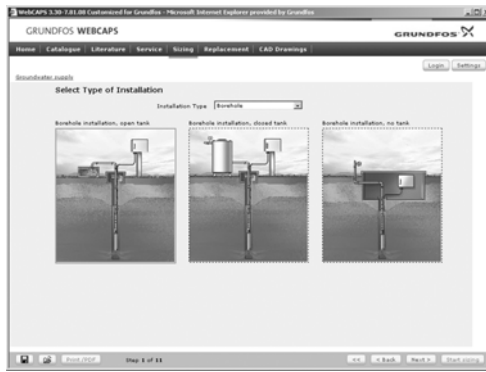 WebCAPS 3.30-7.01.08 Customized for Grundfos - Microsoft Internet Explorer provided by Grundfos
GRUNDFOS WEBCAPS
GRUNDFOS
Home Catalogue Literature Service Sizing Replacement CAD Drawings
Login Settings
Groundwater supply
Select Type of Installation
Installation Type Borehole
Borehole installation, open tank Borehole installation, closed tank Borehole installation, no tank
Print/PDF Step 1 of 11 << < Back Next > Start sizing